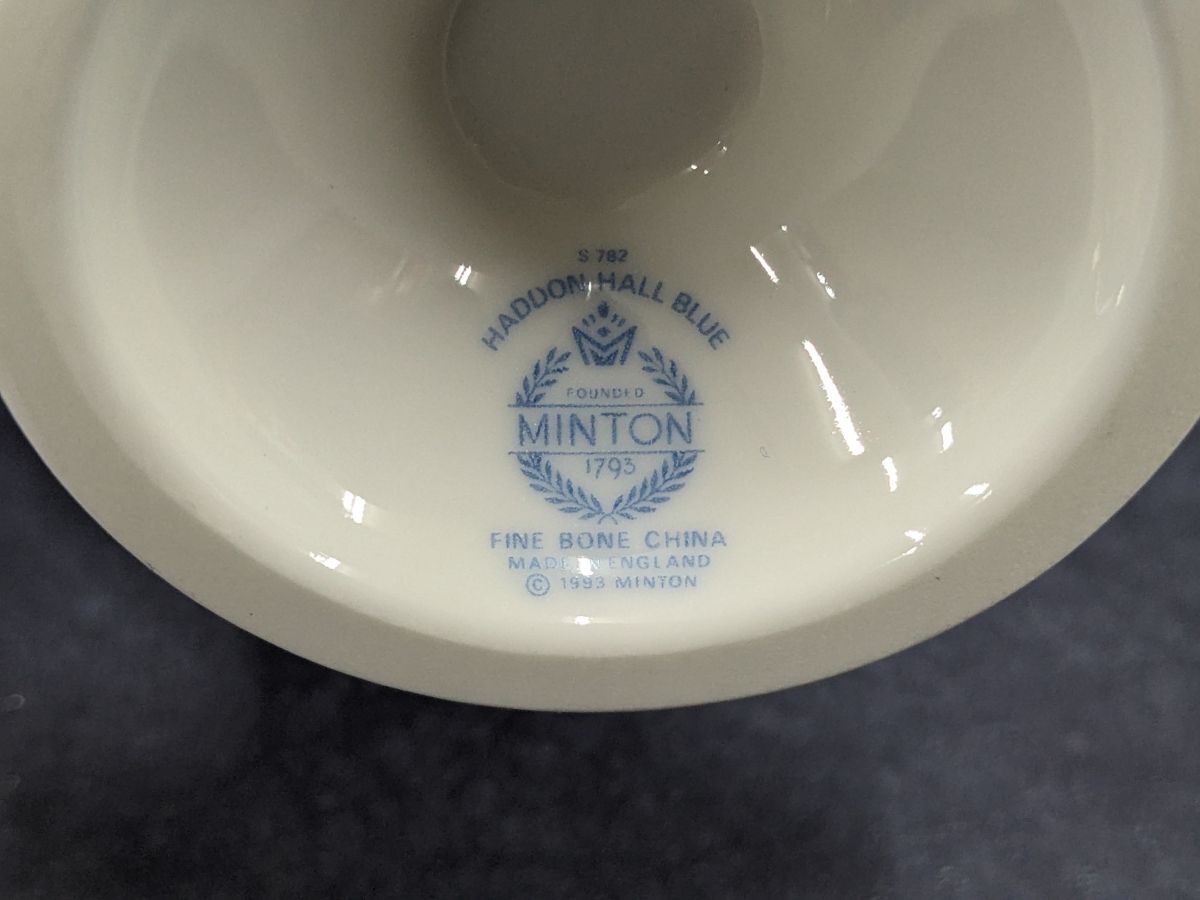 S 782
HADDON HALL BLUE
FOUNDED
MINTON
1793
FINE BONE CHINA
MADE IN ENGLAND
© 1993 MINTON